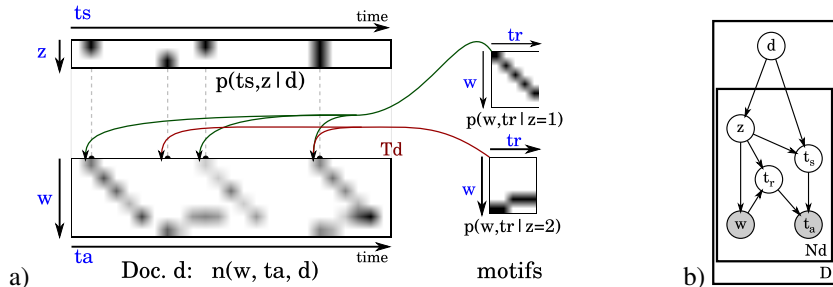 ts
time
z
p(ts,z|d)
tr
w
p(w,tr|z=1)
Td
tr
w
w
p(w,tr|z=2)
ta
time
a)
Doc. d: n(w, ta, d)
motifs
d
z
ts
tr
w
ta
Nd
D
b)